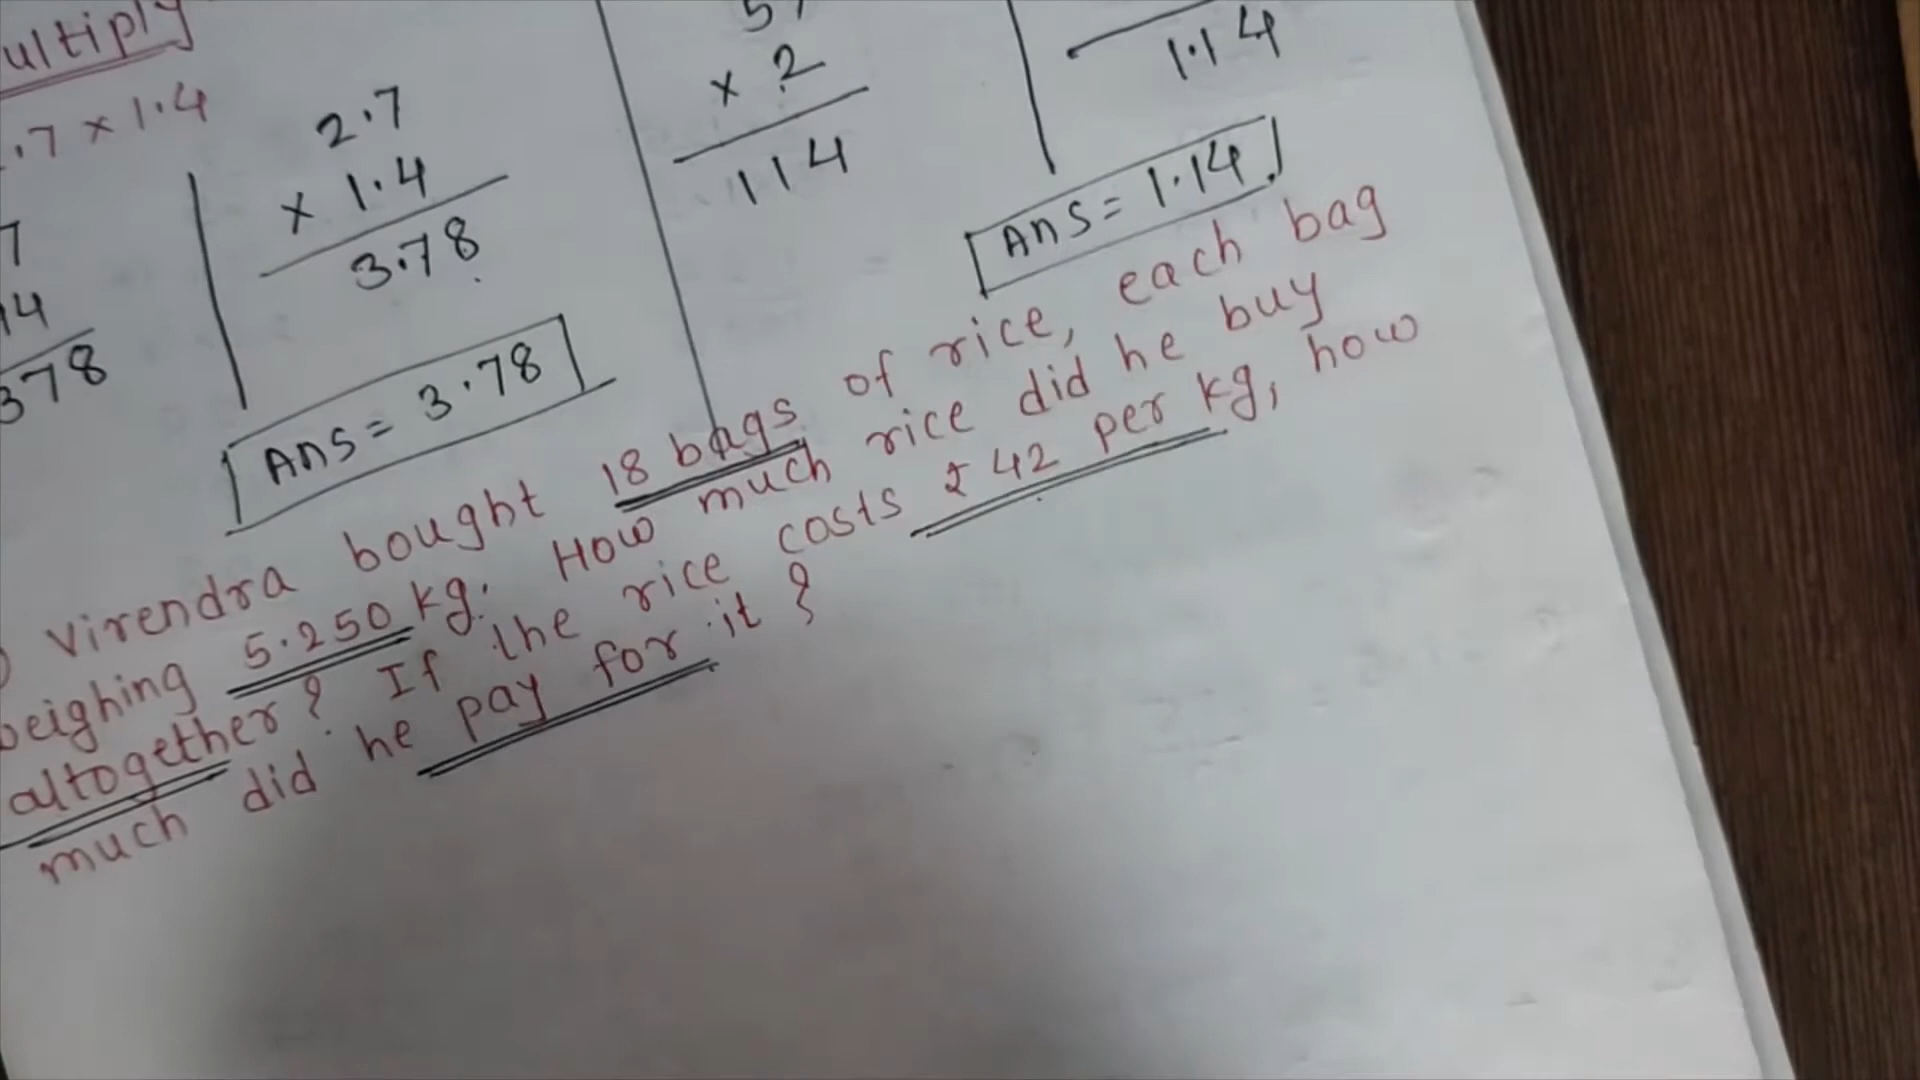 ultiply
.7 x 1.4
7
14
378
2.7
x 1.4
3.78
Ans = 3.78
x 2
114
1.14
Ans = 1.14
Virendra bought 18 bags of rice, each bag
weighing 5.250 kg. How much rice did he buy
altogether? If the rice costs ₹ 42 per kg, how
much did he pay for it?